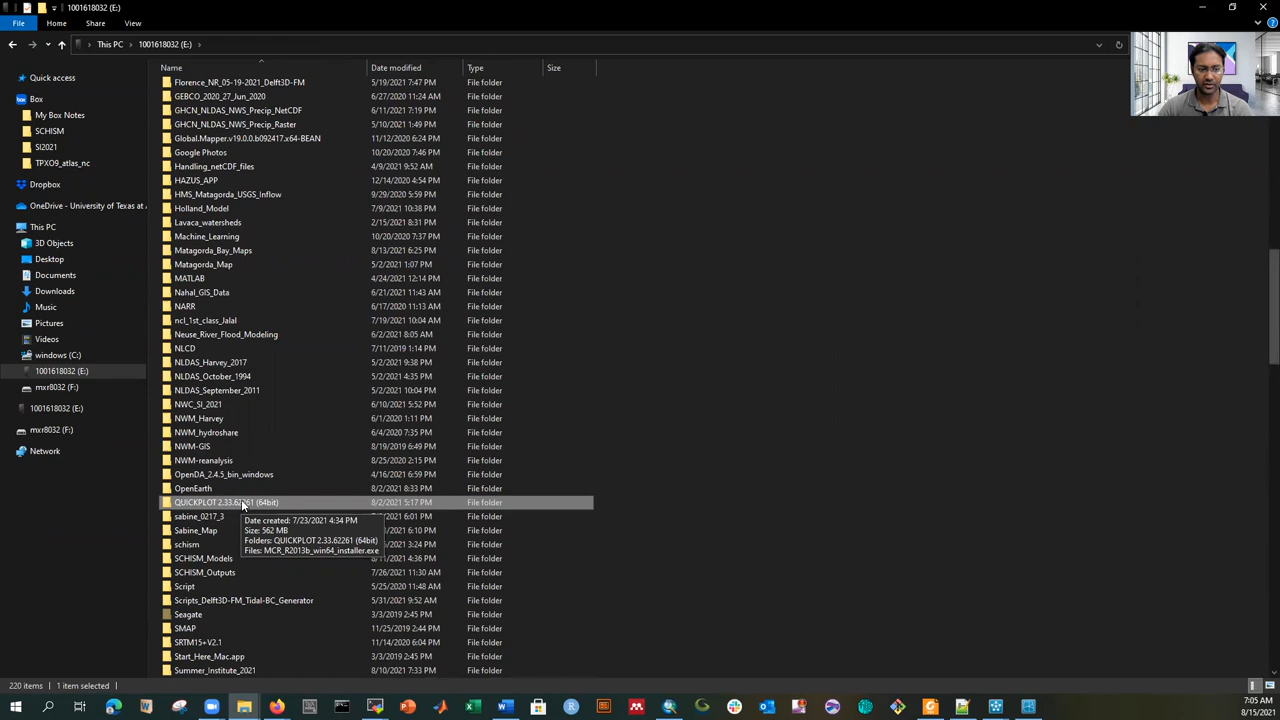 1001618032 (E:)
File Home Share View
This PC 1001618032 (E:)
Name Date modified Type Size
Quick access
Box
My Box Notes
SCHISM
SI2021
TPXO9_atlas_nc
Dropbox
OneDrive - University of Texas at
This PC
3D Objects
Desktop
Documents
Downloads
Music
Pictures
Videos
windows (C:)
1001618032 (E:)
mxr8032 (F:)
1001618032 (E:)
mxr8032 (F:)
Network
Florence_NR_05-19-2021_Delft3D-FM 5/19/2021 7:47 PM File folder
GEBCO_2020_27_Jun_2020 6/27/2020 11:24 AM File folder
GHCN_NLDAS_NWS_Precip_NetCDF 6/11/2021 7:19 PM File folder
GHCN_NLDAS_NWS_Precip_Raster 5/10/2021 1:49 PM File folder
Global.Mapper.v19.0.0.b092417.x64-BEAN 11/12/2020 6:24 PM File folder
Google Photos 10/20/2020 7:46 PM File folder
Handling_netCDF_files 4/9/2021 9:52 AM File folder
HAZUS_APP 12/14/2020 4:54 PM File folder
HMS_Matagorda_USGS_Inflow 9/29/2020 5:59 PM File folder
Holland_Model 7/9/2021 10:38 PM File folder
Lavaca_watersheds 2/15/2021 8:31 PM File folder
Machine_Learning 10/20/2020 7:37 PM File folder
Matagorda_Bay_Maps 8/13/2021 6:25 PM File folder
Matagorda_Map 5/2/2021 1:07 PM File folder
MATLAB 4/24/2021 12:14 PM File folder
Nahal_GIS_Data 6/21/2021 11:43 AM File folder
NARR 6/17/2020 11:13 AM File folder
ncl_1st_class_Jalal 7/19/2021 10:04 AM File folder
Neuse_River_Flood_Modeling 6/2/2021 8:05 AM File folder
NLCD 7/11/2019 1:14 PM File folder
NLDAS_Harvey_2017 5/2/2021 9:38 PM File folder
NLDAS_October_1994 5/2/2021 4:35 PM File folder
NLDAS_September_2011 5/2/2021 10:04 PM File folder
NWC_SI_2021 6/10/2021 5:52 PM File folder
NWM_Harvey 6/1/2020 1:11 PM File folder
NWM_hydroshare 6/4/2020 7:35 PM File folder
NWM-GIS 8/19/2019 6:49 PM File folder
NWM-reanalysis 8/25/2020 2:15 PM File folder
OpenDA_2.4.5_bin_windows 4/16/2021 6:59 PM File folder
OpenEarth 8/2/2021 8:33 PM File folder
QUICKPLOT 2.33.62261 (64bit) 8/2/2021 5:17 PM File folder
sabine_0217_3 6:01 PM File folder
Sabine_Map 6:10 PM File folder
schism 3:24 PM File folder
SCHISM_Models 4:36 PM File folder
SCHISM_Outputs 7/26/2021 11:30 AM File folder
Script 5/25/2020 11:48 AM File folder
Scripts_Delft3D-FM_Tidal-BC_Generator 5/31/2021 9:52 AM File folder
Seagate 3/3/2019 2:45 PM File folder
SMAP 11/25/2019 2:44 PM File folder
SRTM15+V2.1 11/14/2020 6:04 PM File folder
Start_Here_Mac.app 3/3/2019 2:45 PM File folder
Summer_Institute_2021 8/10/2021 7:33 PM File folder
Date created: 7/23/2021 4:34 PM
Size: 562 MB
Folders: QUICKPLOT 2.33.62261 (64bit)
Files: MCR_R2013b_win64_installer.exe
220 items 1 item selected
7:05 AM
8/15/2021